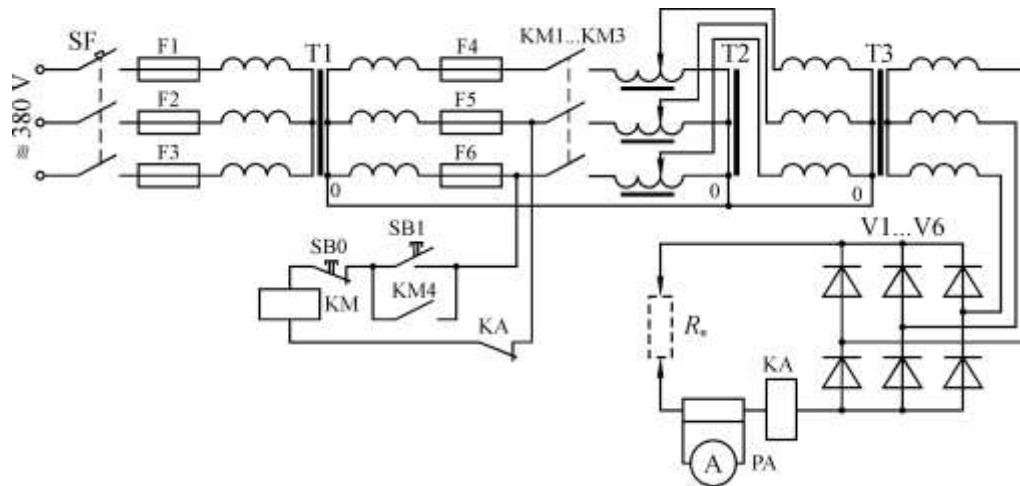 SF
F1
T1
F4
KM1...KM3
T2
T3
≈ 380 V
F2
F5
F3
F6
0
0
0
SB1
V1...V6
SB0
KM
KM4
KA
KA
A
PA